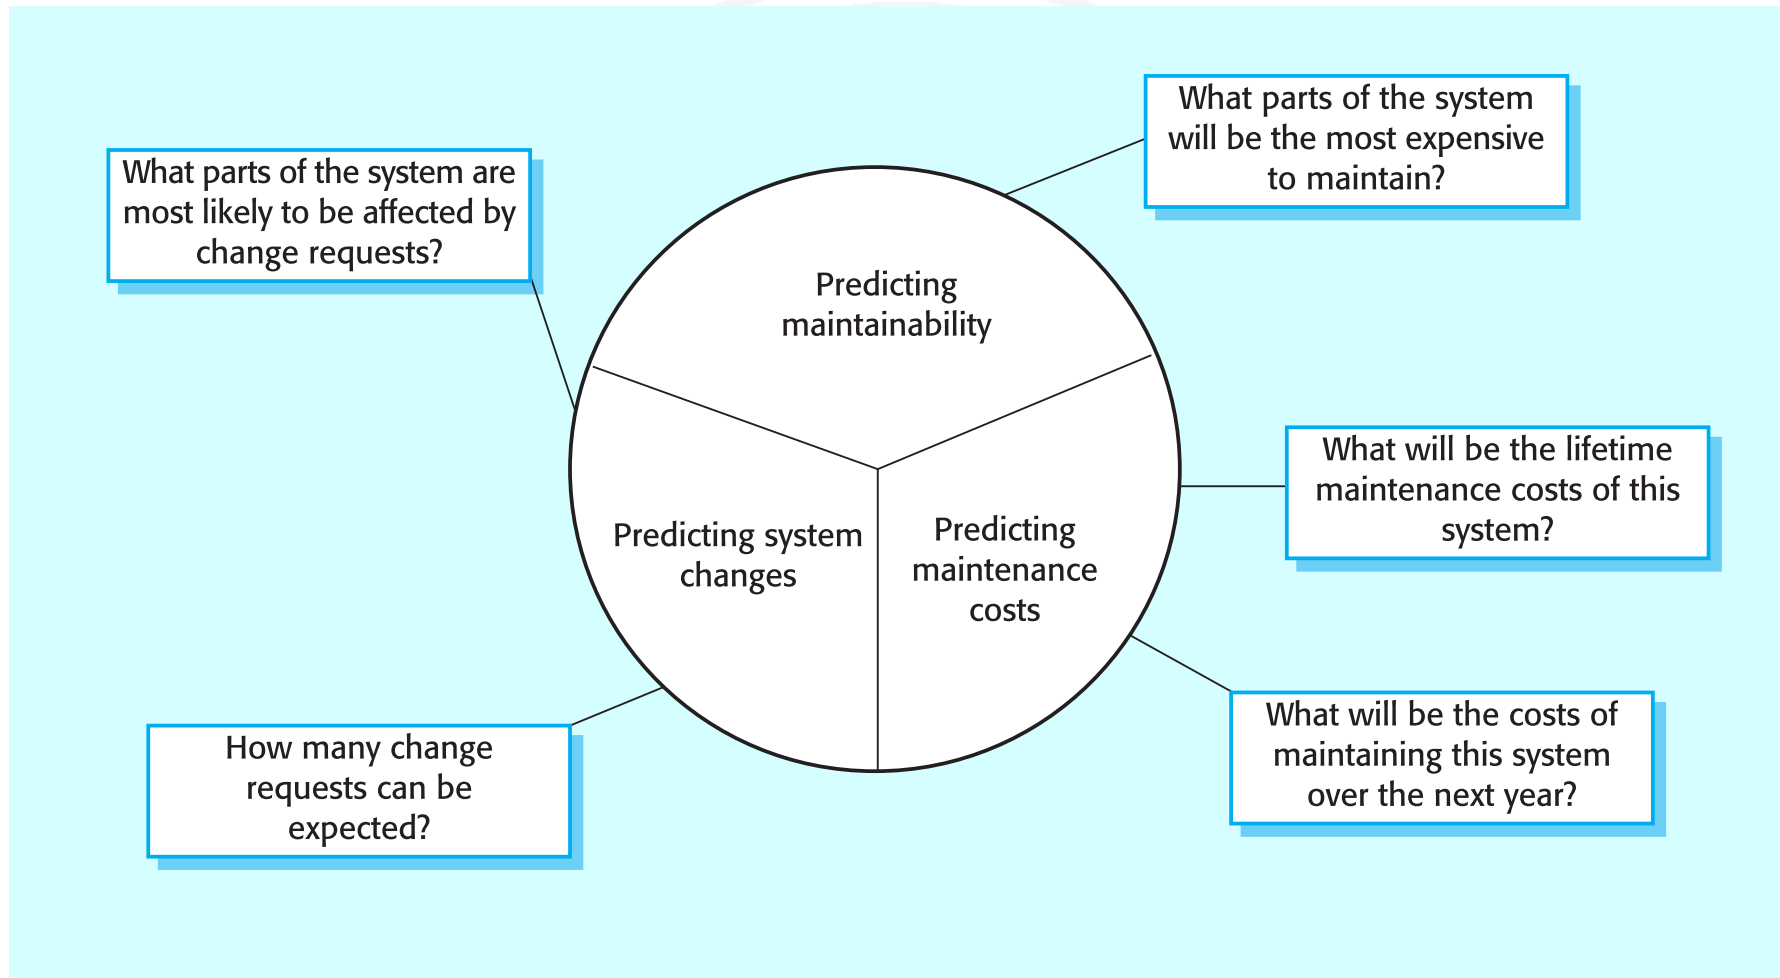 What parts of the system
will be the most expensive
to maintain?
What parts of the system are
most likely to be affected by
change requests?
Predicting
maintainability
What will be the lifetime
maintenance costs of this
system?
Predicting system
changes
Predicting
maintenance
costs
What will be the costs of
maintaining this system
over the next year?
How many change
requests can be
expected?